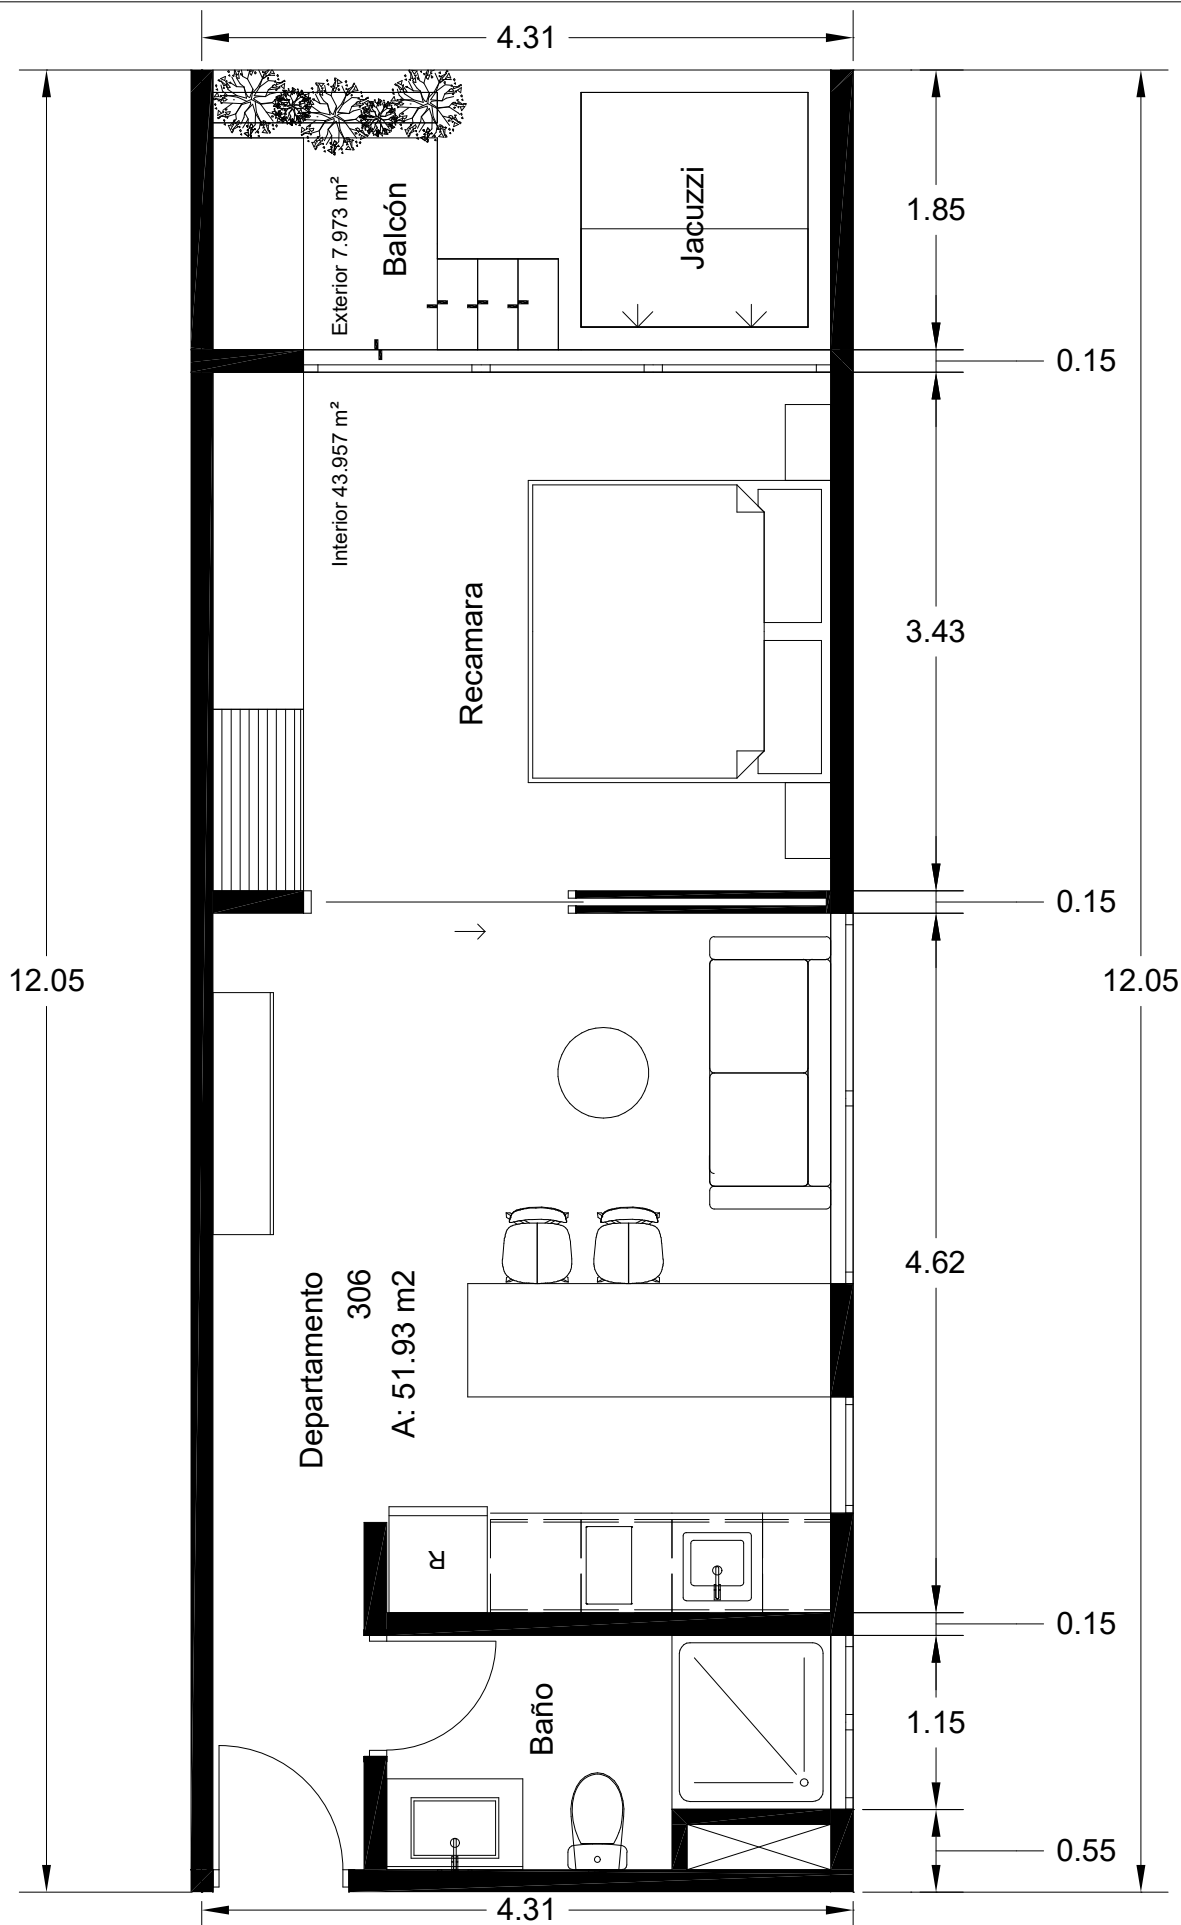 4.31
Exterior 7.973 m²
Balcón
Jacuzzi
1.85
0.15
Interior 43.957 m²
Recamara
3.43
0.15
12.05
12.05
4.62
Departamento
306
A: 51.93 m2
R
0.15
Baño
1.15
0.55
4.31